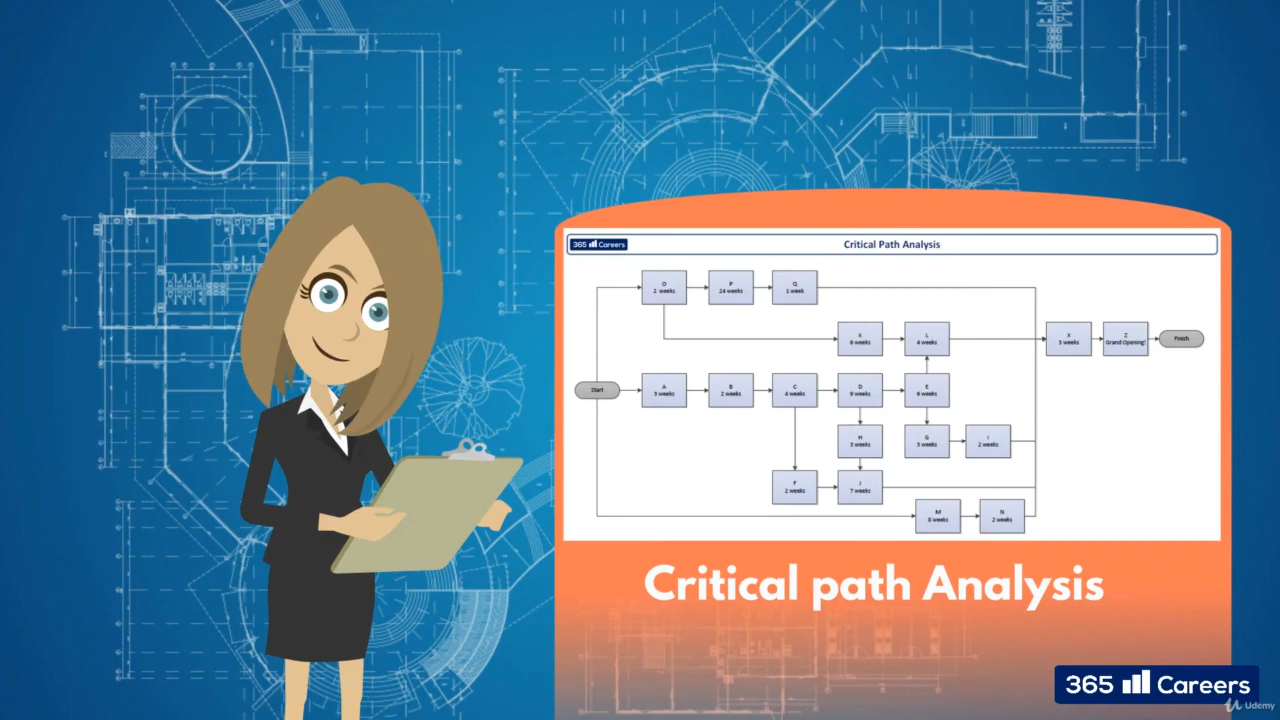 365 Careers
Critical Path Analysis
O
2 weeks
P
24 weeks
Q
1 week
K
6 weeks
L
4 weeks
X
3 weeks
Z
Grand Opening!
Finish
Start
A
3 weeks
B
2 weeks
C
4 weeks
D
9 weeks
E
6 weeks
H
3 weeks
G
3 weeks
I
2 weeks
F
2 weeks
J
7 weeks
M
8 weeks
N
2 weeks
Critical path Analysis
365 Careers
Udemy